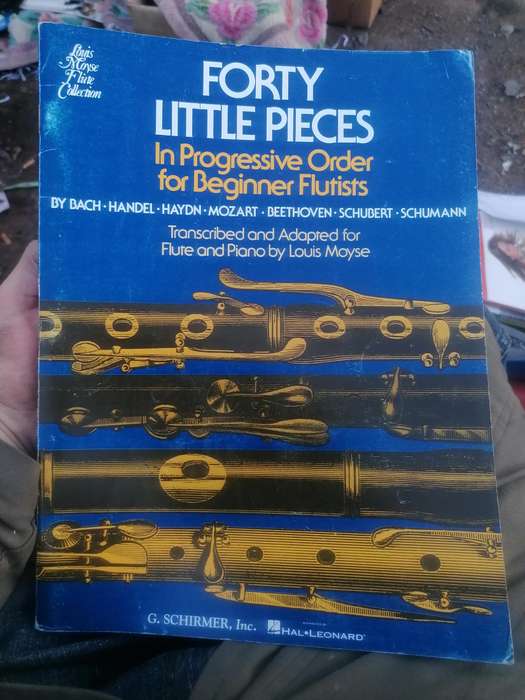 Louis
Moyse
Flute
Collection
FORTY
LITTLE PIECES
In Progressive Order
for Beginner Flutists
BY BACH · HANDEL · HAYDN · MOZART · BEETHOVEN · SCHUBERT · SCHUMANN
Transcribed and Adapted for
Flute and Piano by Louis Moyse
G. SCHIRMER, Inc.
HAL•LEONARD